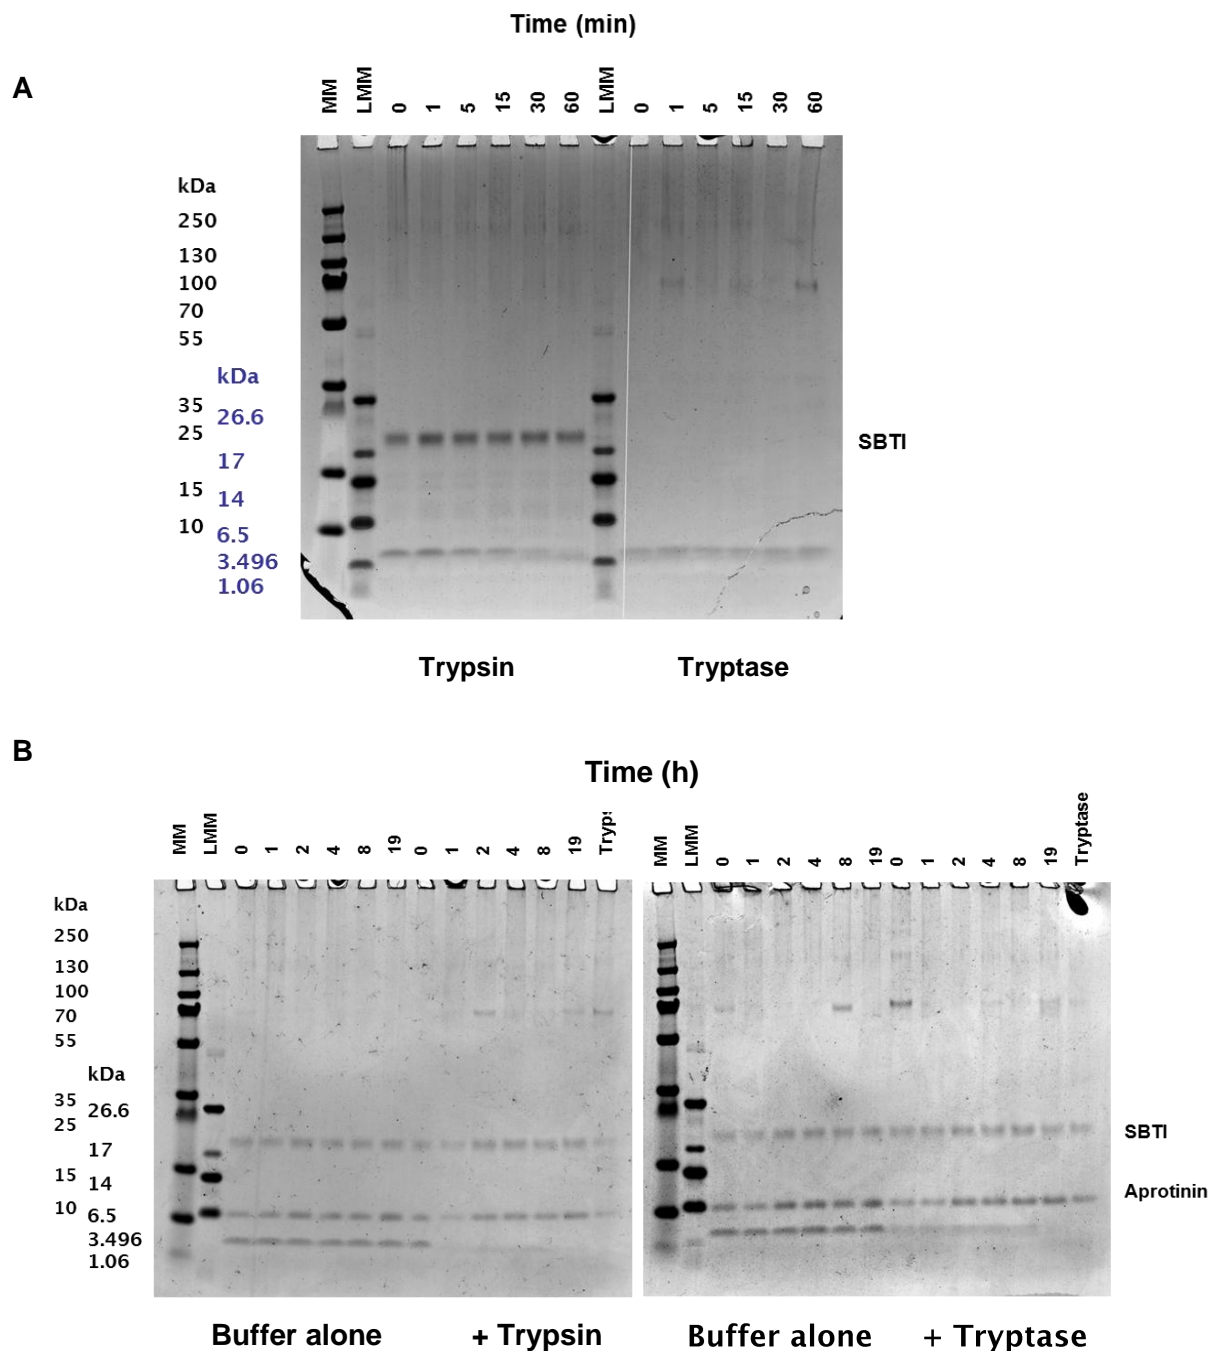 Time (min)
A
MM LMM 0 1 5 15 30 60 LMM 0 1 5 15 30 60
kDa
250
130
100
70
55
kDa
35
26.6
25
17
15
14
10
6.5
3.496
1.06
SBTI
Trypsin Tryptase
B
Time (h)
MM LMM 0 1 2 4 8 19 0 1 2 4 8 19 Tryps
MM LMM 0 1 2 4 8 19 0 1 2 4 8 19 Tryptase
kDa
250
130
100
70
55
kDa
35
26.6
25
17
15
14
10
6.5
3.496
1.06
SBTI
Aprotinin
Buffer alone + Trypsin Buffer alone + Tryptase